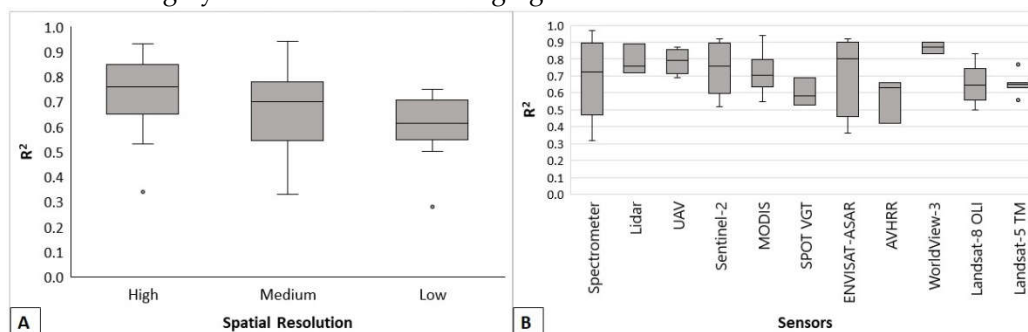 1.0
0.9
0.8
0.7
0.6
0.5
0.4
0.3
0.2
0.1
0.0
R²
High Medium Low
A Spatial Resolution
1.0
0.9
0.8
0.7
0.6
0.5
0.4
0.3
0.2
0.1
0.0
R²
Spectrometer
Lidar
UAV
Sentinel-2
MODIS
SPOT VGT
ENVISAT-ASAR
AVHRR
WorldView-3
Landsat-8 OLI
Landsat-5 TM
B Sensors